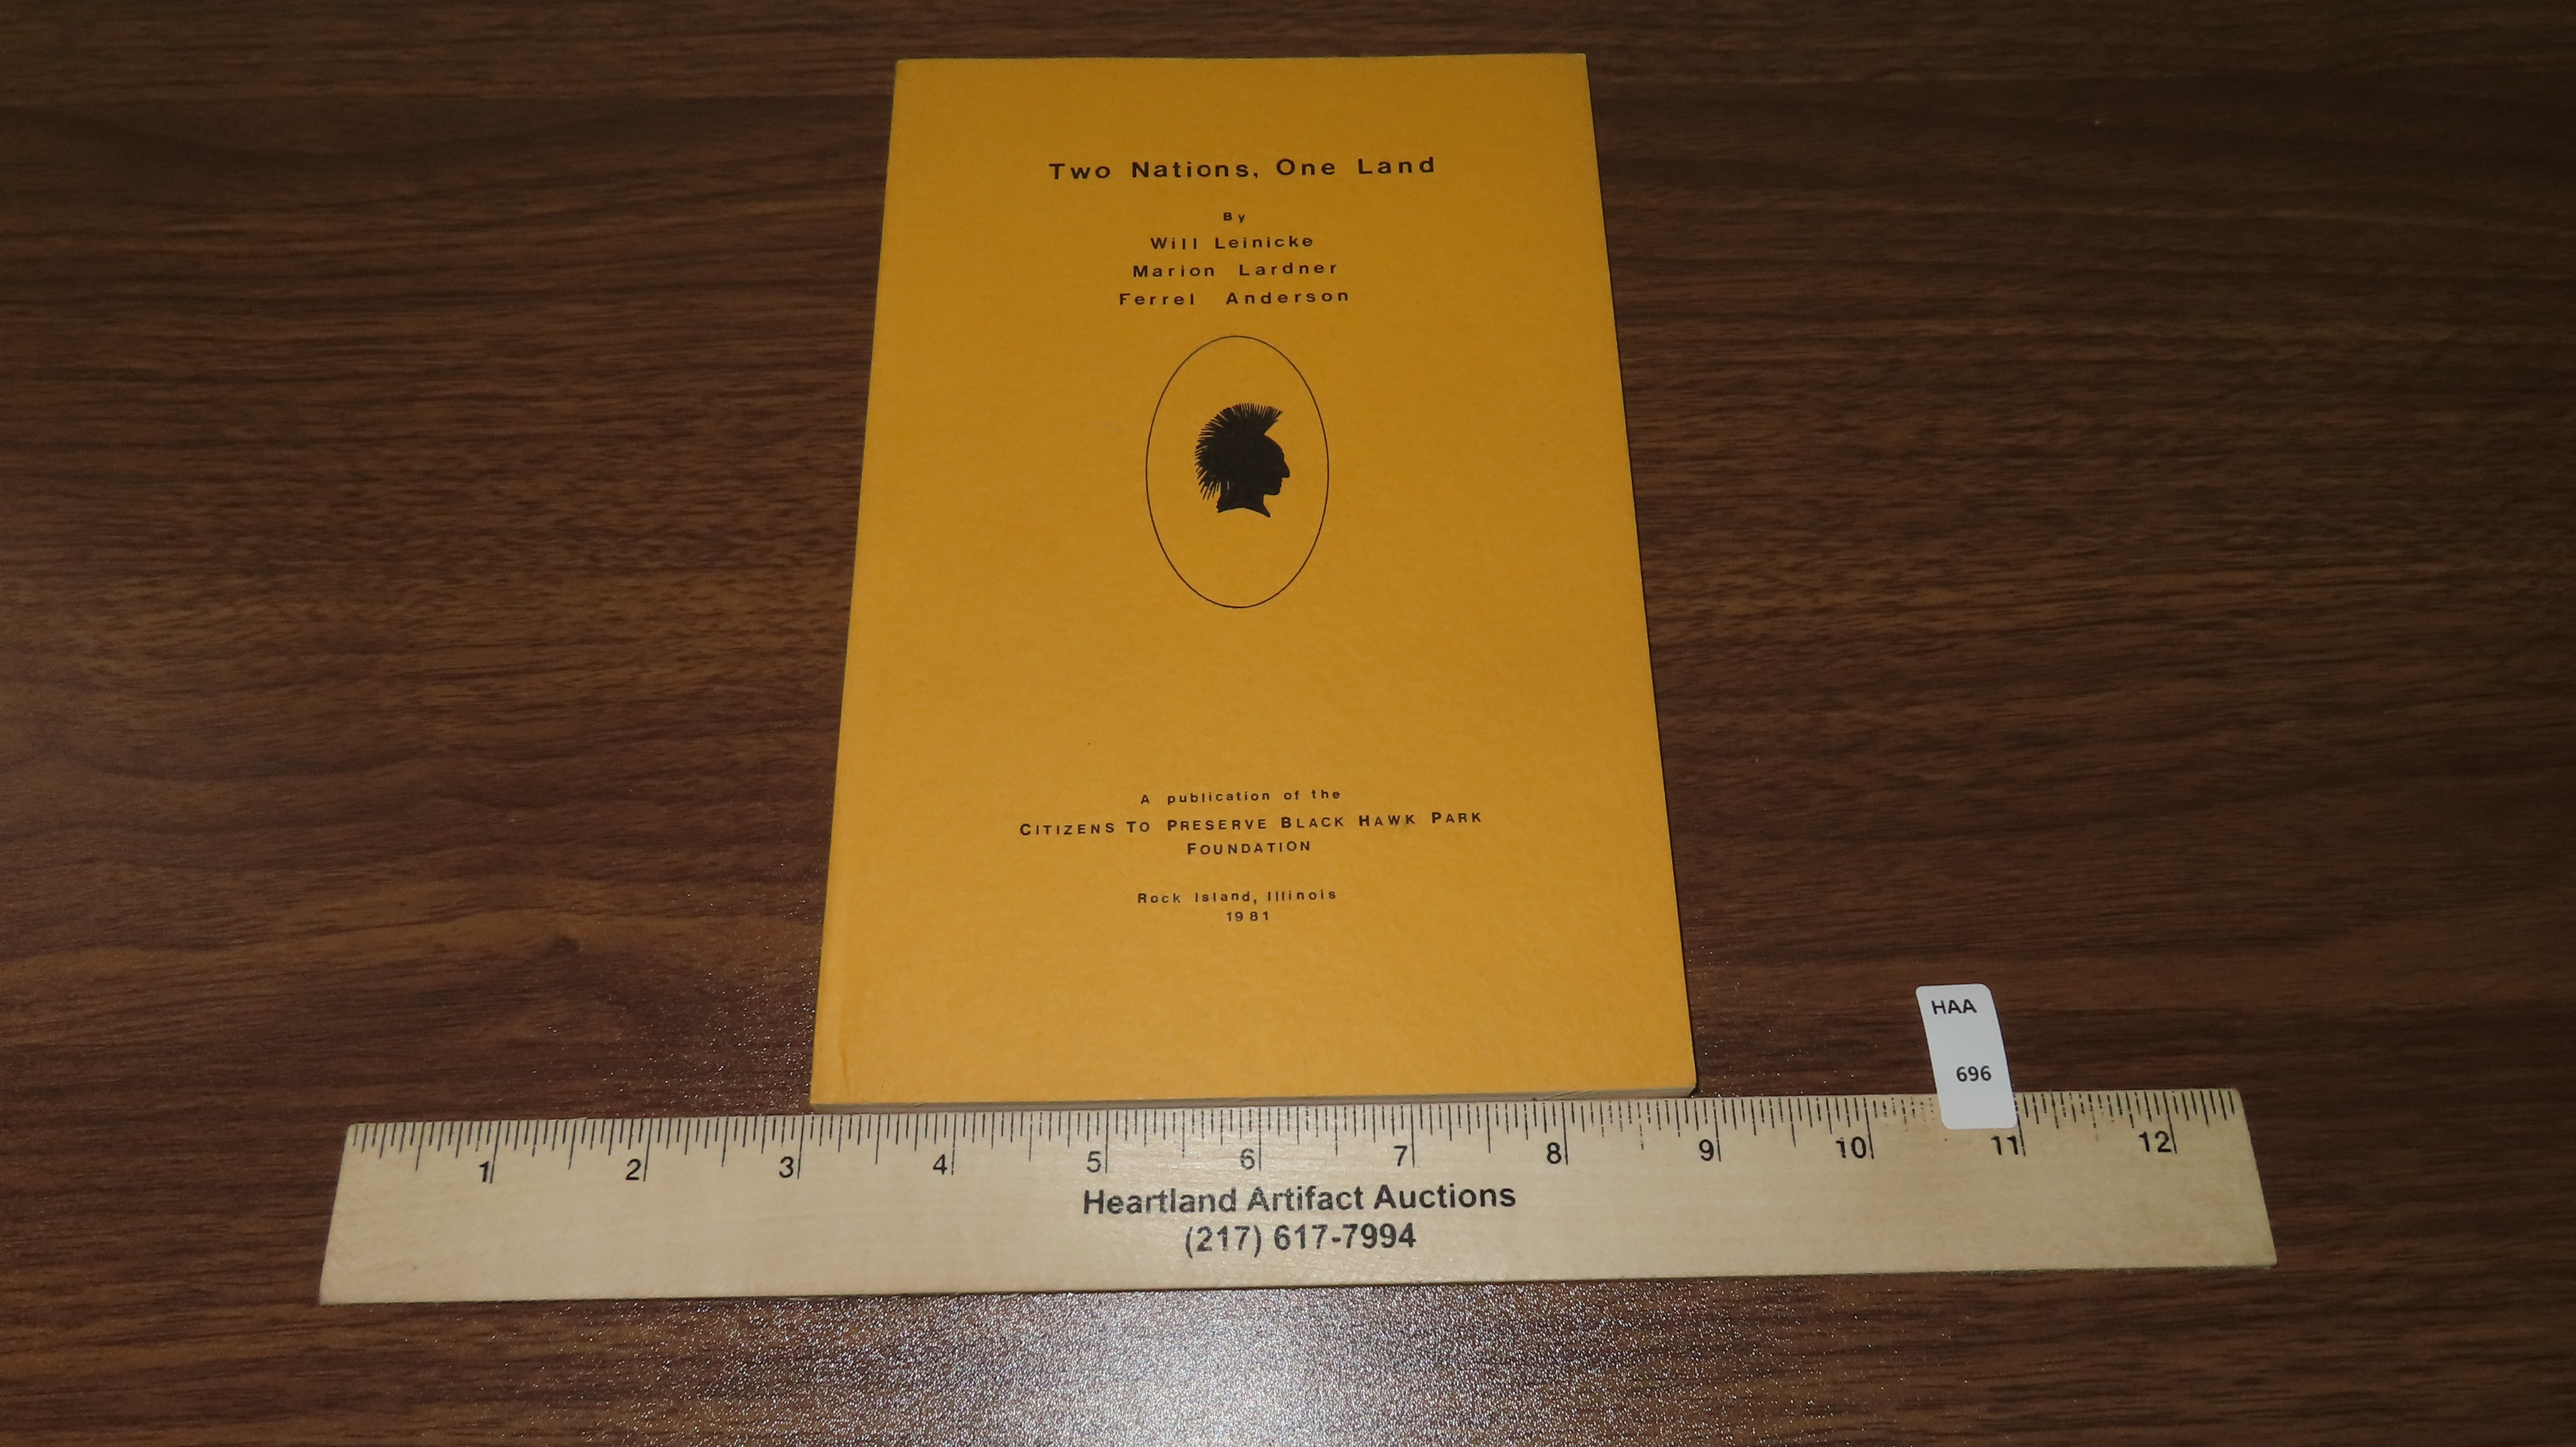 Two Nations, One Land
By
Will Leinicke
Marion Lardner
Ferrel Anderson
A publication of the
CITIZENS TO PRESERVE BLACK HAWK PARK
FOUNDATION
Rock Island, Illinois
1981
HAA
696
1 2 3 4 5 6 7 8 9 10 11 12
Heartland Artifact Auctions
(217) 617-7994